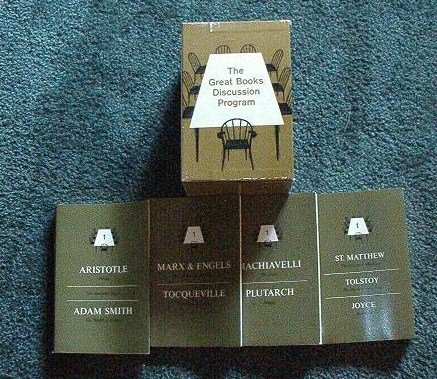 The
Great Books
Discussion
Program
1
ARISTOTLE
ADAM SMITH
1
MARX & ENGELS
TOCQUEVILLE
1
ACHIAVELLI
PLUTARCH
1
ST. MATTHEW
TOLSTOY
JOYCE